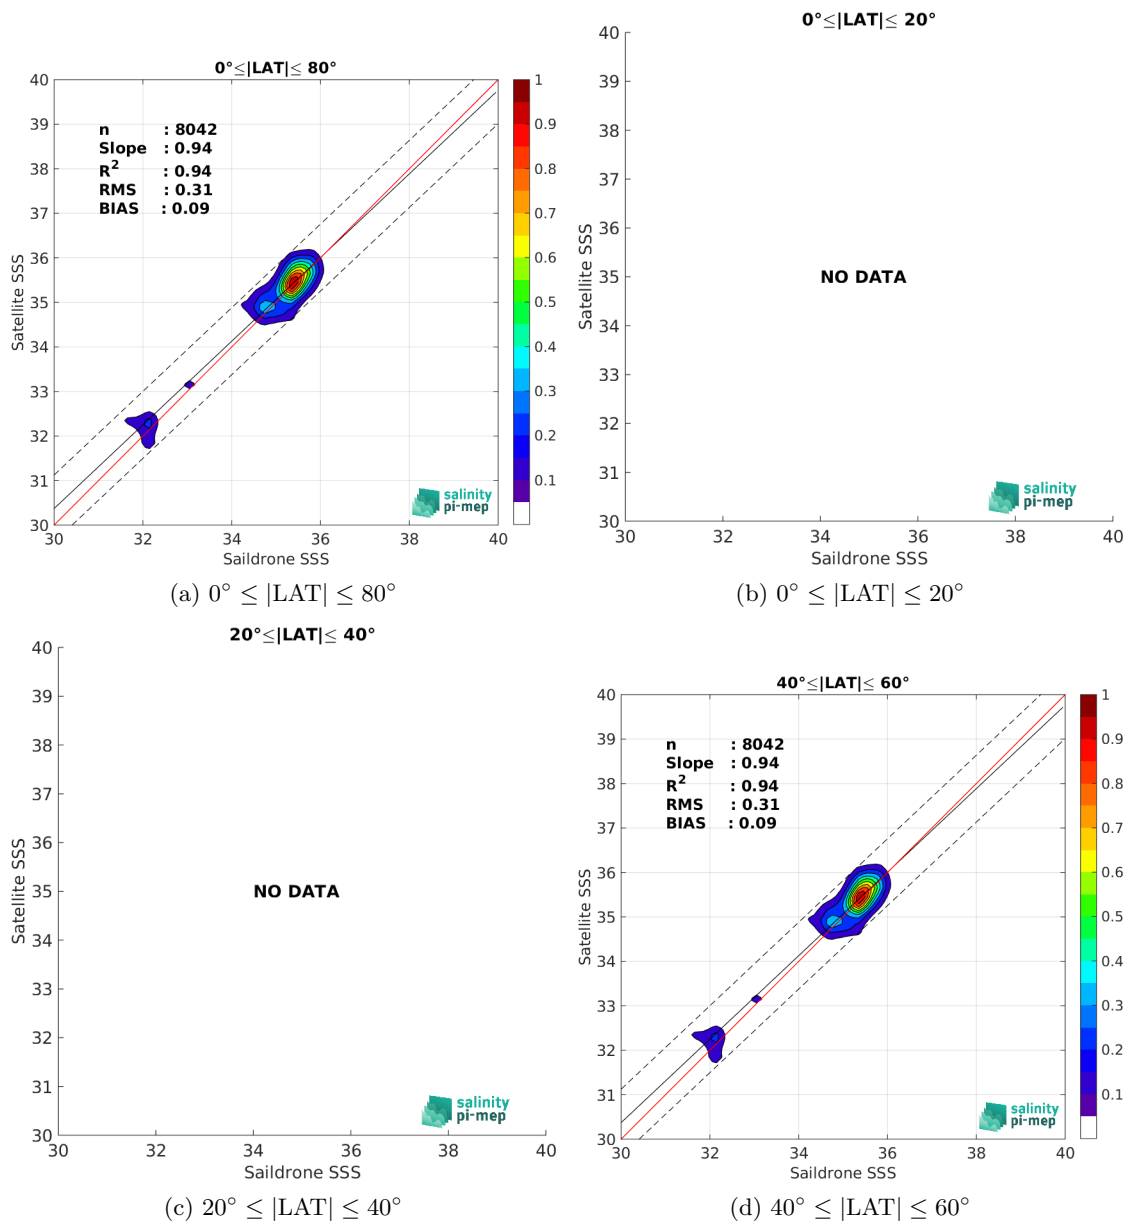 0°≤|LAT|≤ 80°
40
39
38
37
36
35
34
33
32
31
30
30
32
34
36
38
40
Satellite SSS
Saildrone SSS
n : 8042
Slope : 0.94
R² : 0.94
RMS : 0.31
BIAS : 0.09
1
0.9
0.8
0.7
0.6
0.5
0.4
0.3
0.2
0.1
salinity
pi-mep
(a) 0° ≤ |LAT| ≤ 80°
0°≤|LAT|≤ 20°
40
39
38
37
36
35
34
33
32
31
30
30
32
34
36
38
40
Satellite SSS
Saildrone SSS
NO DATA
salinity
pi-mep
(b) 0° ≤ |LAT| ≤ 20°
20°≤|LAT|≤ 40°
40
39
38
37
36
35
34
33
32
31
30
30
32
34
36
38
40
Satellite SSS
Saildrone SSS
NO DATA
salinity
pi-mep
(c) 20° ≤ |LAT| ≤ 40°
40°≤|LAT|≤ 60°
40
39
38
37
36
35
34
33
32
31
30
30
32
34
36
38
40
Satellite SSS
Saildrone SSS
n : 8042
Slope : 0.94
R² : 0.94
RMS : 0.31
BIAS : 0.09
1
0.9
0.8
0.7
0.6
0.5
0.4
0.3
0.2
0.1
salinity
pi-mep
(d) 40° ≤ |LAT| ≤ 60°